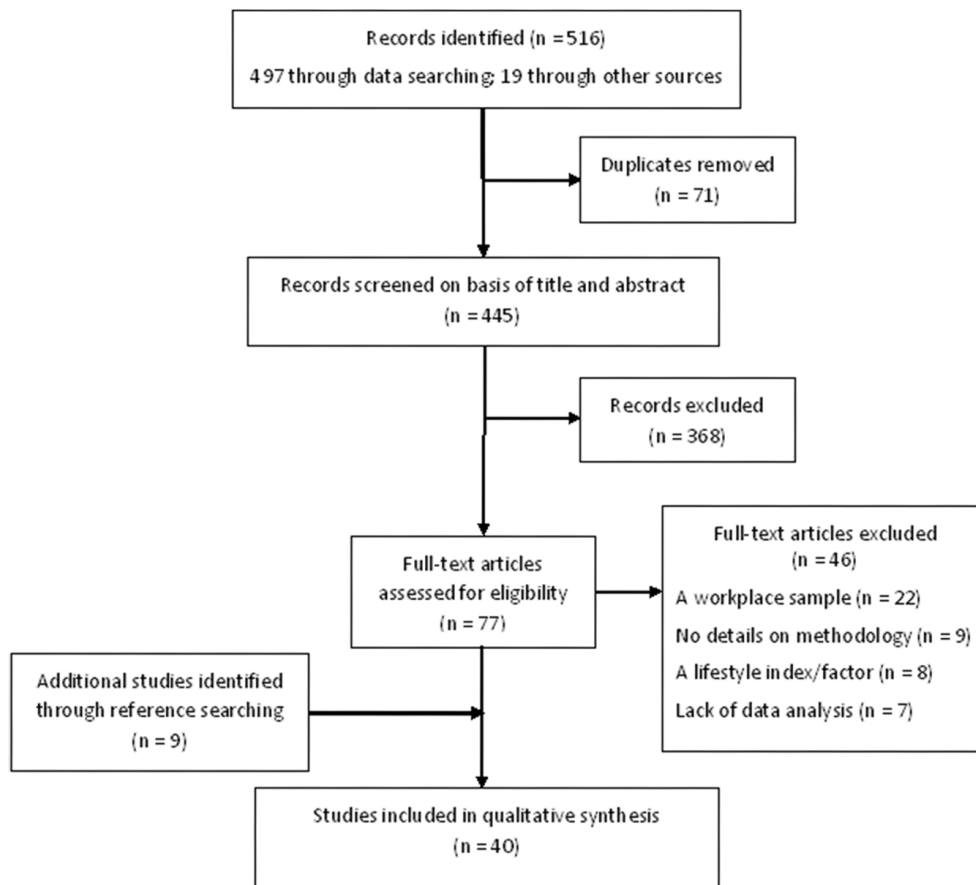 Records identified (n = 516)
497 through data searching; 19 through other sources
Duplicates removed
(n = 71)
Records screened on basis of title and abstract
(n = 445)
Records excluded
(n = 368)
Full-text articles
assessed for eligibility
(n = 77)
Full-text articles excluded
(n = 46)
A workplace sample (n = 22)
No details on methodology (n = 9)
A lifestyle index/factor (n = 8)
Lack of data analysis (n = 7)
Additional studies identified
through reference searching
(n = 9)
Studies included in qualitative synthesis
(n = 40)